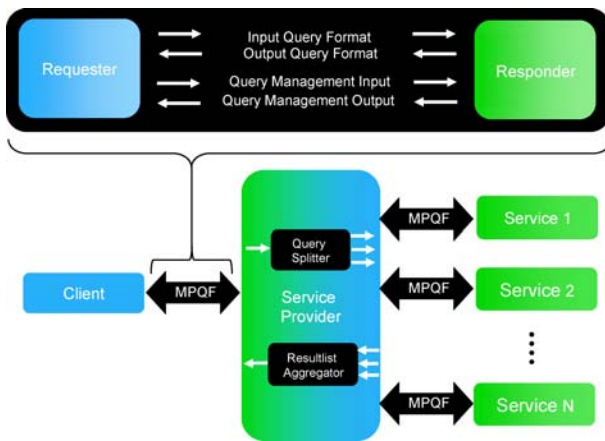 Requester
Input Query Format
Output Query Format
Query Management Input
Query Management Output
Responder
Client
MPQF
Query
Splitter
Service
Provider
Resultlist
Aggregator
MPQF
Service 1
MPQF
Service 2
MPQF
Service N